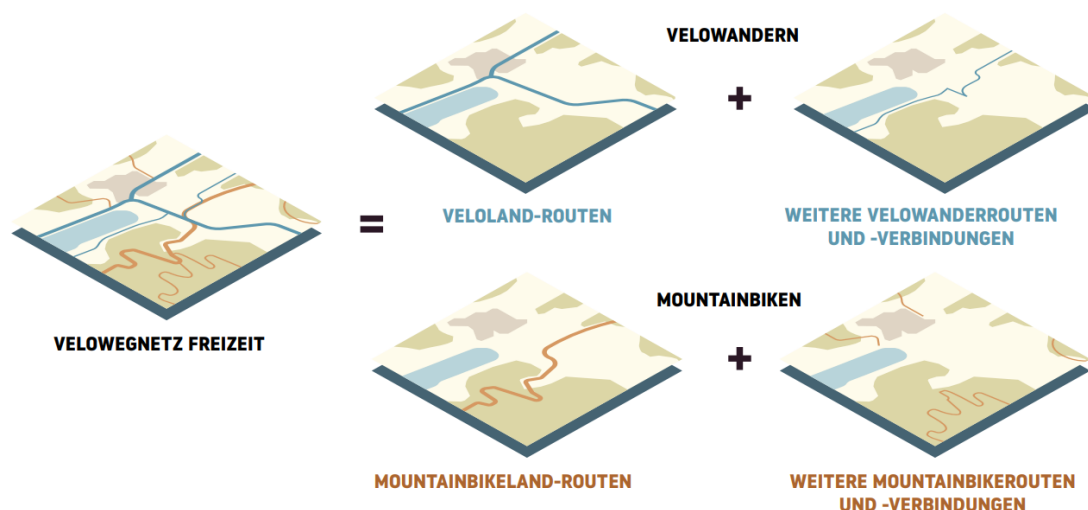 VELOWANDERN
+
VELOLAND-ROUTEN
WEITERE VELOWANDERROUTEN
UND -VERBINDUNGEN
=
VELOWEGNETZ FREIZEIT
MOUNTAINBIKEN
+
MOUNTAINBIKELAND-ROUTEN
WEITERE MOUNTAINBIKEROUTEN
UND -VERBINDUNGEN